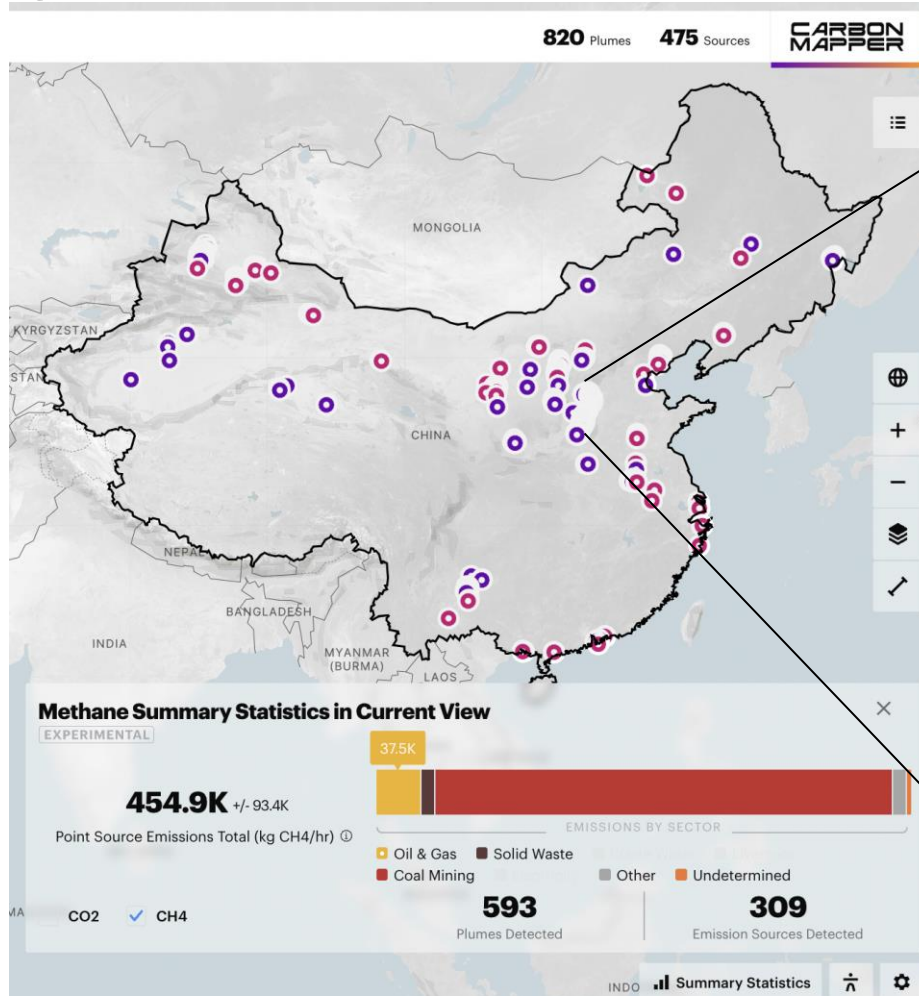 820 Plumes 475 Sources CARBON MAPPER
MONGOLIA
KYRGYZSTAN
STAN
CHINA
NEPAL
BANGLADESH
INDIA
MYANMAR
(BURMA)
LAOS
Methane Summary Statistics in Current View
EXPERIMENTAL
37.5K
454.9K +/- 93.4K
Point Source Emissions Total (kg CH4/hr)
EMISSIONS BY SECTOR
Oil & Gas Solid Waste
Coal Mining Other Undetermined
MA CO2 CH4
593 309
Plumes Detected Emission Sources Detected
INDO Summary Statistics